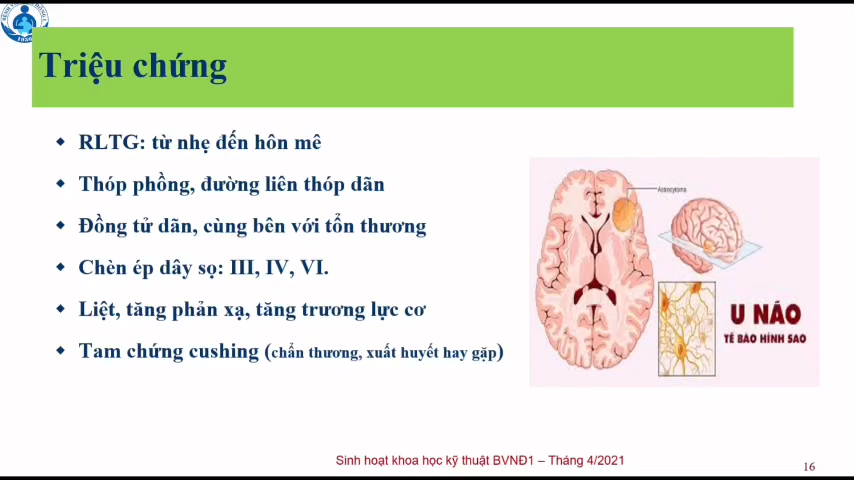 Triệu chứng
RLTG: từ nhẹ đến hôn mê
Thóp phồng, đường liên thóp dãn
Đồng tử dãn, cùng bên với tổn thương
Chèn ép dây sọ: III, IV, VI.
Liệt, tăng phản xạ, tăng trương lực cơ
Tam chứng cushing (chẩn thương, xuất huyết hay gặp)
Astrocytoma
U NÃO
TẾ BÀO HÌNH SAO
Sinh hoạt khoa học kỹ thuật BVNĐ1 – Tháng 4/2021
16